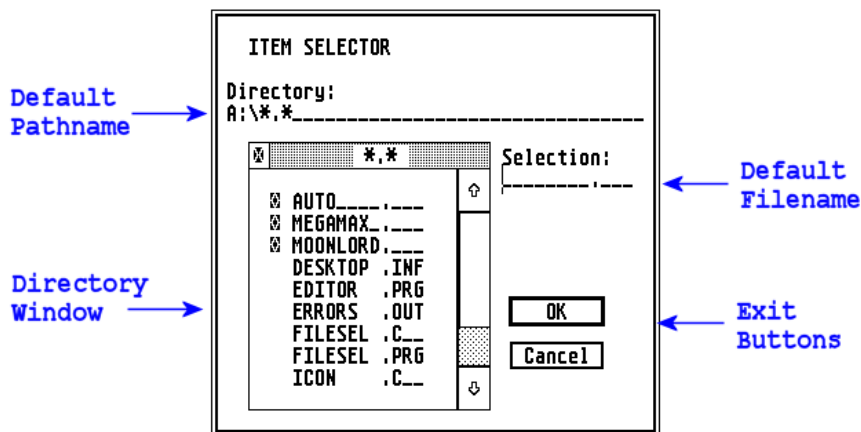 ITEM SELECTOR
Directory:
A:\*.*_______________________________
Default
Pathname
*.*
Selection:
________.___
Default
Filename
AUTO____.___
MEGAMAX_.___
MOONLORD.___
DESKTOP .INF
EDITOR .PRG
ERRORS .OUT
FILESEL .C__
FILESEL .PRG
ICON .C__
Directory
Window
OK
Cancel
Exit
Buttons